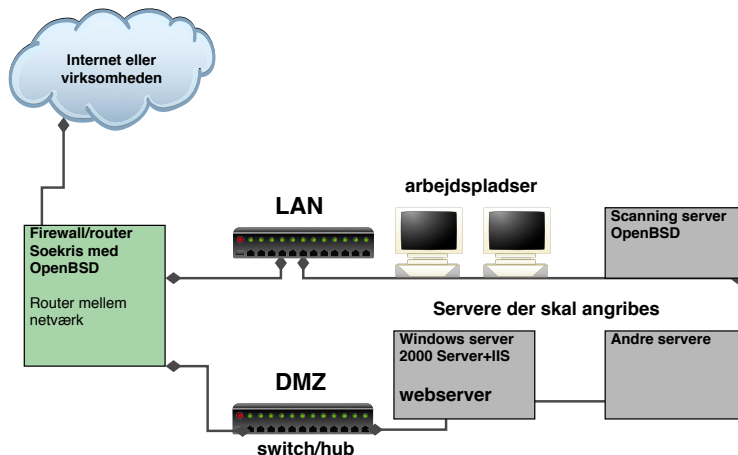 Internet eller
virksomheden
arbejdspladser
LAN
Firewall/router
Soekris med
OpenBSD
Router mellem
netværk
Scanning server
OpenBSD
Servere der skal angribes
Windows server
2000 Server+IIS
webserver
Andre servere
DMZ
switch/hub